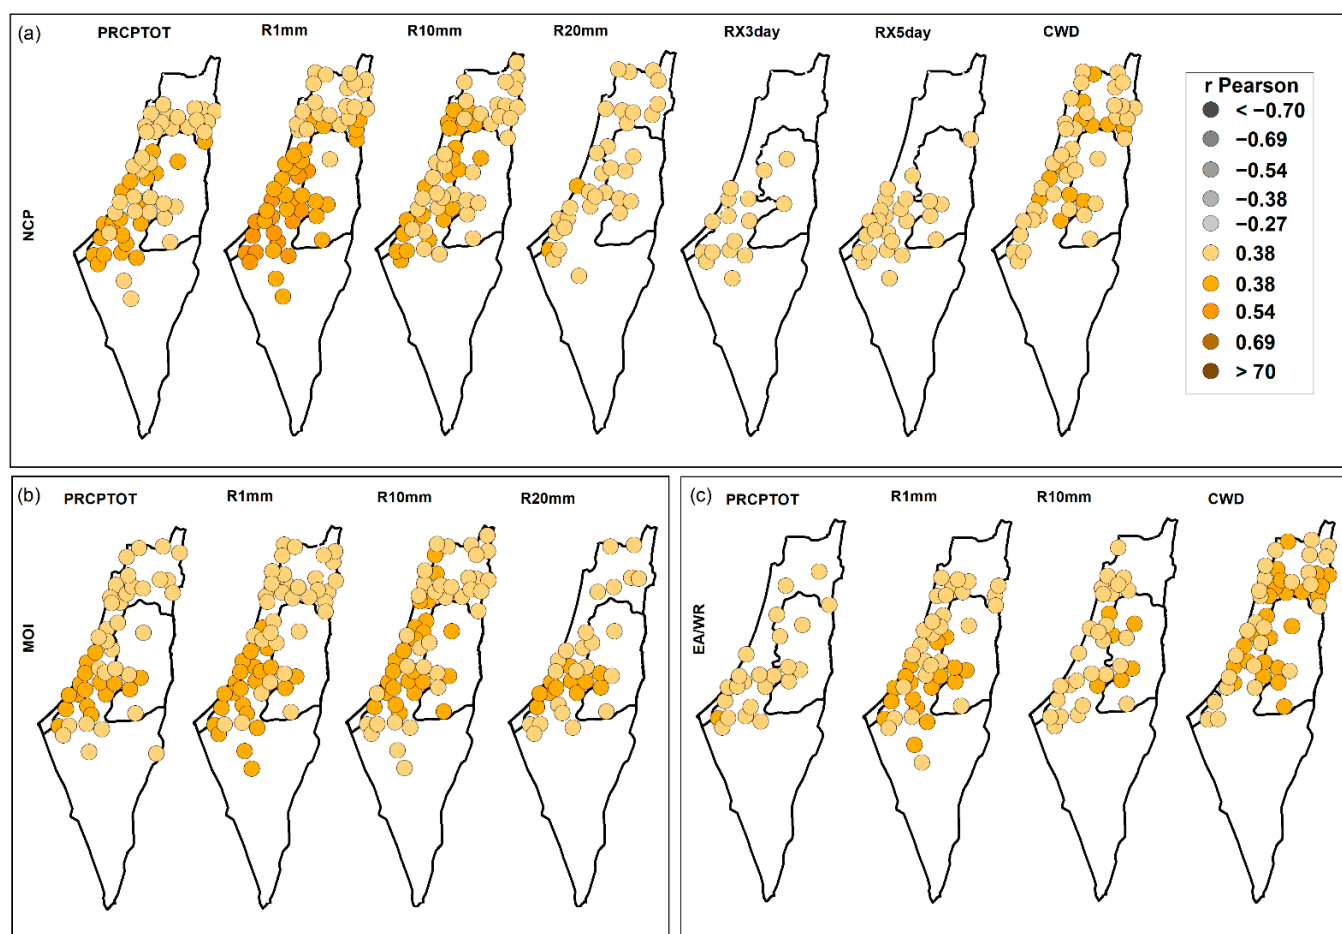 (a)
PRCPTOT
R1mm
R10mm
R20mm
RX3day
RX5day
CWD
NCP
r Pearson
< −0.70
−0.69
−0.54
−0.38
−0.27
0.38
0.38
0.54
0.69
> 70
(b)
PRCPTOT
R1mm
R10mm
R20mm
MOI
(c)
PRCPTOT
R1mm
R10mm
CWD
EA/WR